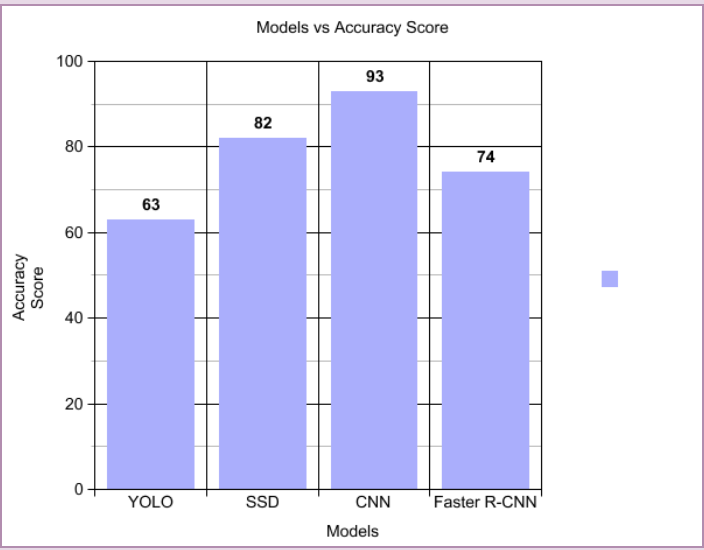 Models vs Accuracy Score
100
93
82
80
74
63
60
Accuracy
Score
40
20
0
YOLO SSD CNN Faster R-CNN
Models